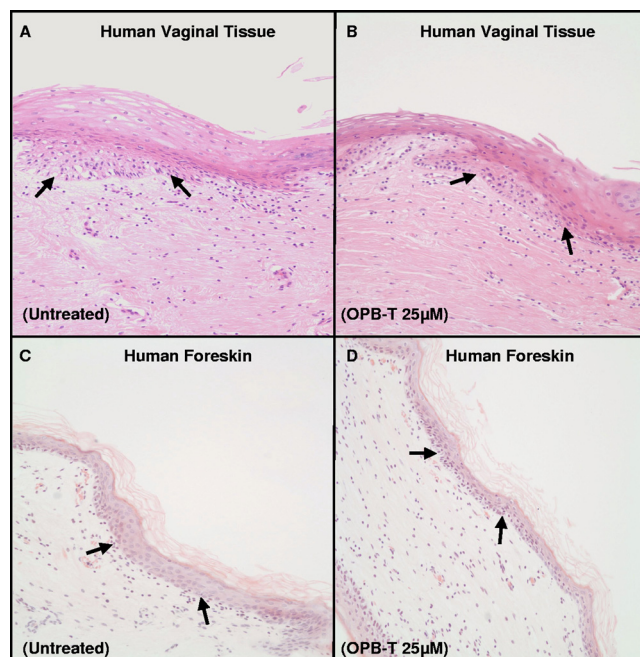 A
Human Vaginal Tissue
(Untreated)
B
Human Vaginal Tissue
(OPB-T 25µM)
C
Human Foreskin
(Untreated)
D
Human Foreskin
(OPB-T 25µM)